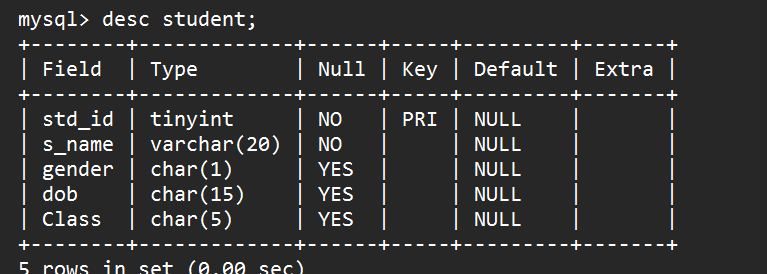 mysql> desc student;
+--------+-------------+------+-----+---------+-------+
| Field  | Type        | Null | Key | Default | Extra |
+--------+-------------+------+-----+---------+-------+
| std_id | tinyint     | NO   | PRI | NULL    |       |
| s_name | varchar(20) | NO   |     | NULL    |       |
| gender | char(1)     | YES  |     | NULL    |       |
| dob    | char(15)    | YES  |     | NULL    |       |
| Class  | char(5)     | YES  |     | NULL    |       |
+--------+-------------+------+-----+---------+-------+
5 rows in set (0.00 sec)